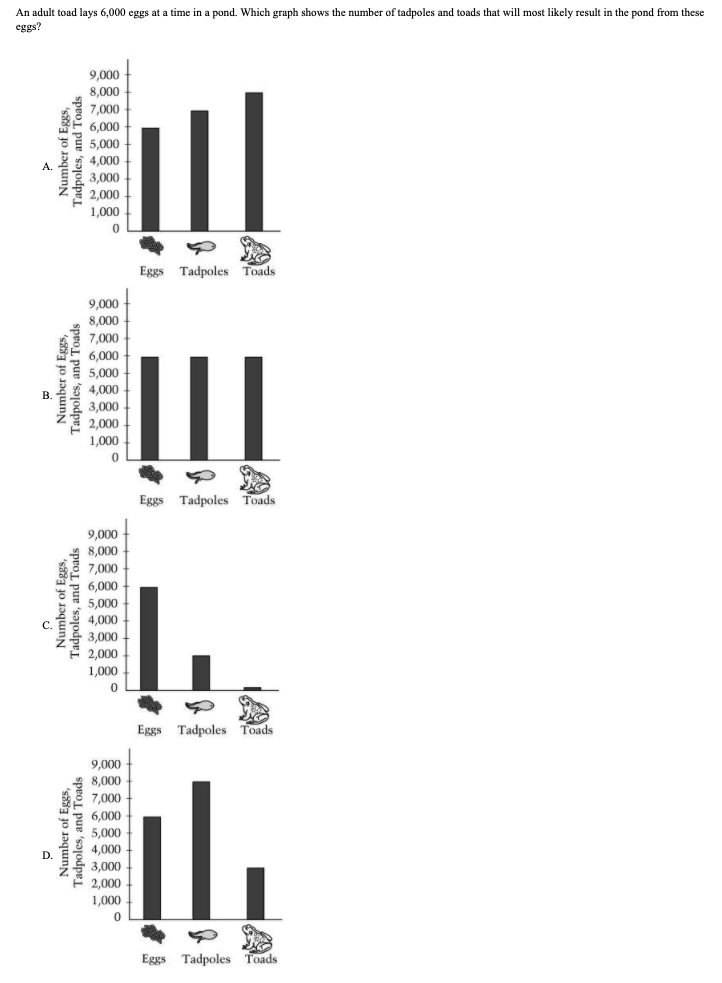 An adult toad lays 6,000 eggs at a time in a pond. Which graph shows the number of tadpoles and toads that will most likely result in the pond from these
eggs?
A.
Number of Eggs,
Tadpoles, and Toads
9,000
8,000
7,000
6,000
5,000
4,000
3,000
2,000
1,000
0
Eggs Tadpoles Toads
B.
Number of Eggs,
Tadpoles, and Toads
9,000
8,000
7,000
6,000
5,000
4,000
3,000
2,000
1,000
0
Eggs Tadpoles Toads
C.
Number of Eggs,
Tadpoles, and Toads
9,000
8,000
7,000
6,000
5,000
4,000
3,000
2,000
1,000
0
Eggs Tadpoles Toads
D.
Number of Eggs,
Tadpoles, and Toads
9,000
8,000
7,000
6,000
5,000
4,000
3,000
2,000
1,000
0
Eggs Tadpoles Toads